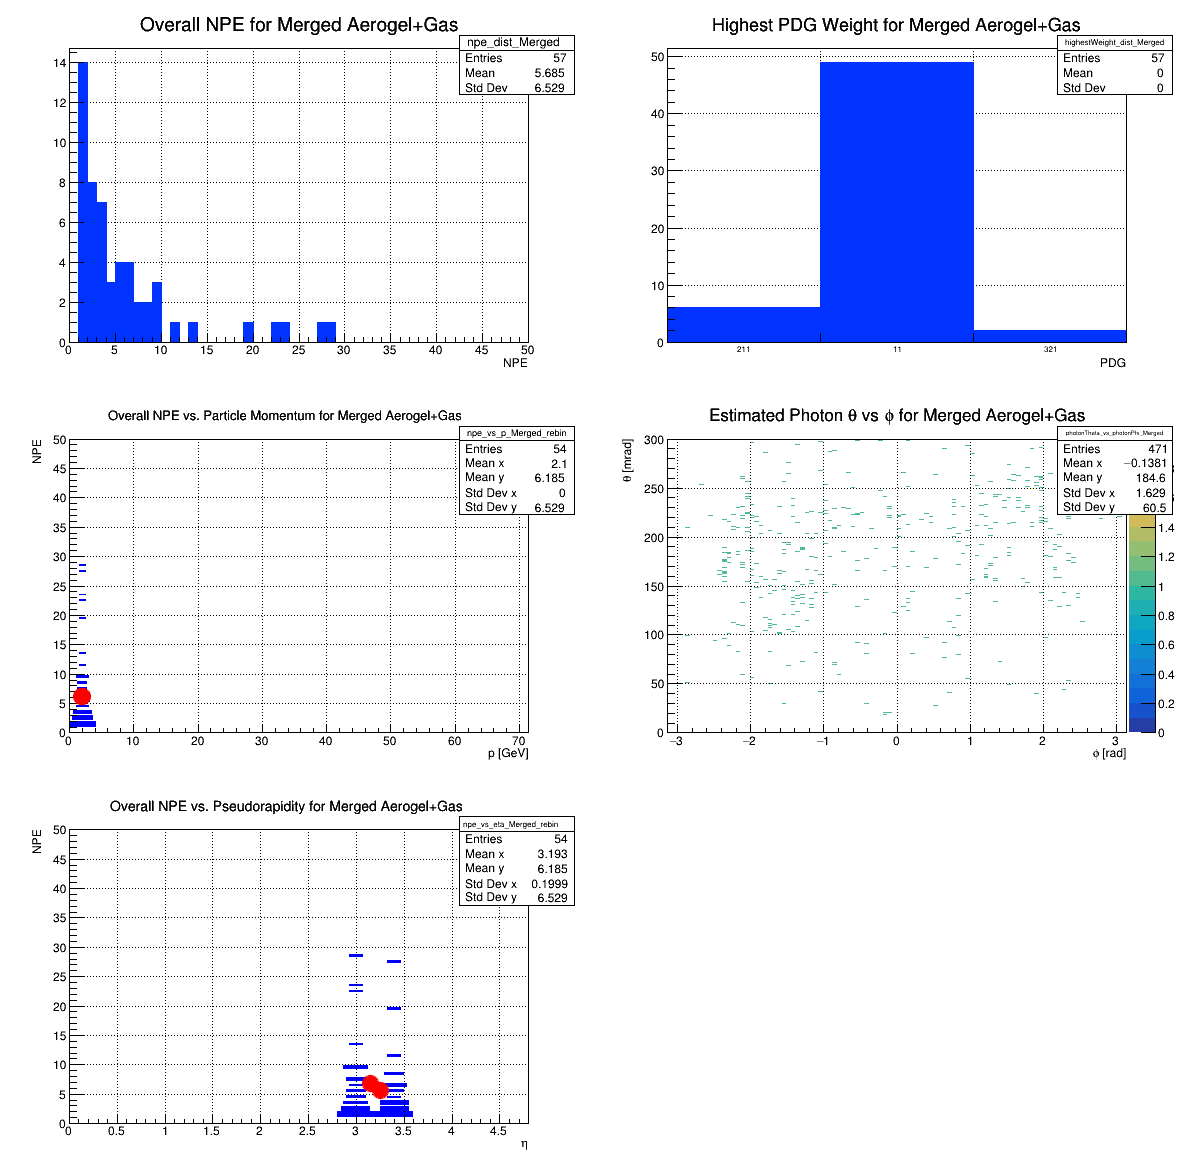 Overall NPE for Merged Aerogel+Gas
npe_dist_Merged
Entries 57
Mean 5.685
Std Dev 6.529
14
12
10
8
6
4
2
0
0 5 10 15 20 25 30 35 40 45 50
NPE
Highest PDG Weight for Merged Aerogel+Gas
highestWeight_dist_Merged
Entries 57
Mean 0
Std Dev 0
50
40
30
20
10
0
211 11 321
PDG
Overall NPE vs. Particle Momentum for Merged Aerogel+Gas
npe_vs_p_Merged_rebin
Entries 54
Mean x 2.1
Mean y 6.185
Std Dev x 0
Std Dev y 6.529
NPE
50
45
40
35
30
25
20
15
10
5
0
0 10 20 30 40 50 60 70
p [GeV]
Estimated Photon θ vs ϕ for Merged Aerogel+Gas
photonTheta_vs_photonPhi_Merged
Entries 471
Mean x −0.1381
Mean y 184.6
Std Dev x 1.629
Std Dev y 60.5
θ [mrad]
300
250
200
150
100
50
0
−3 −2 −1 0 1 2 3
ϕ [rad]
1.4
1.2
1
0.8
0.6
0.4
0.2
0
Overall NPE vs. Pseudorapidity for Merged Aerogel+Gas
npe_vs_eta_Merged_rebin
Entries 54
Mean x 3.193
Mean y 6.185
Std Dev x 0.1999
Std Dev y 6.529
NPE
50
45
40
35
30
25
20
15
10
5
0
0 0.5 1 1.5 2 2.5 3 3.5 4 4.5
η